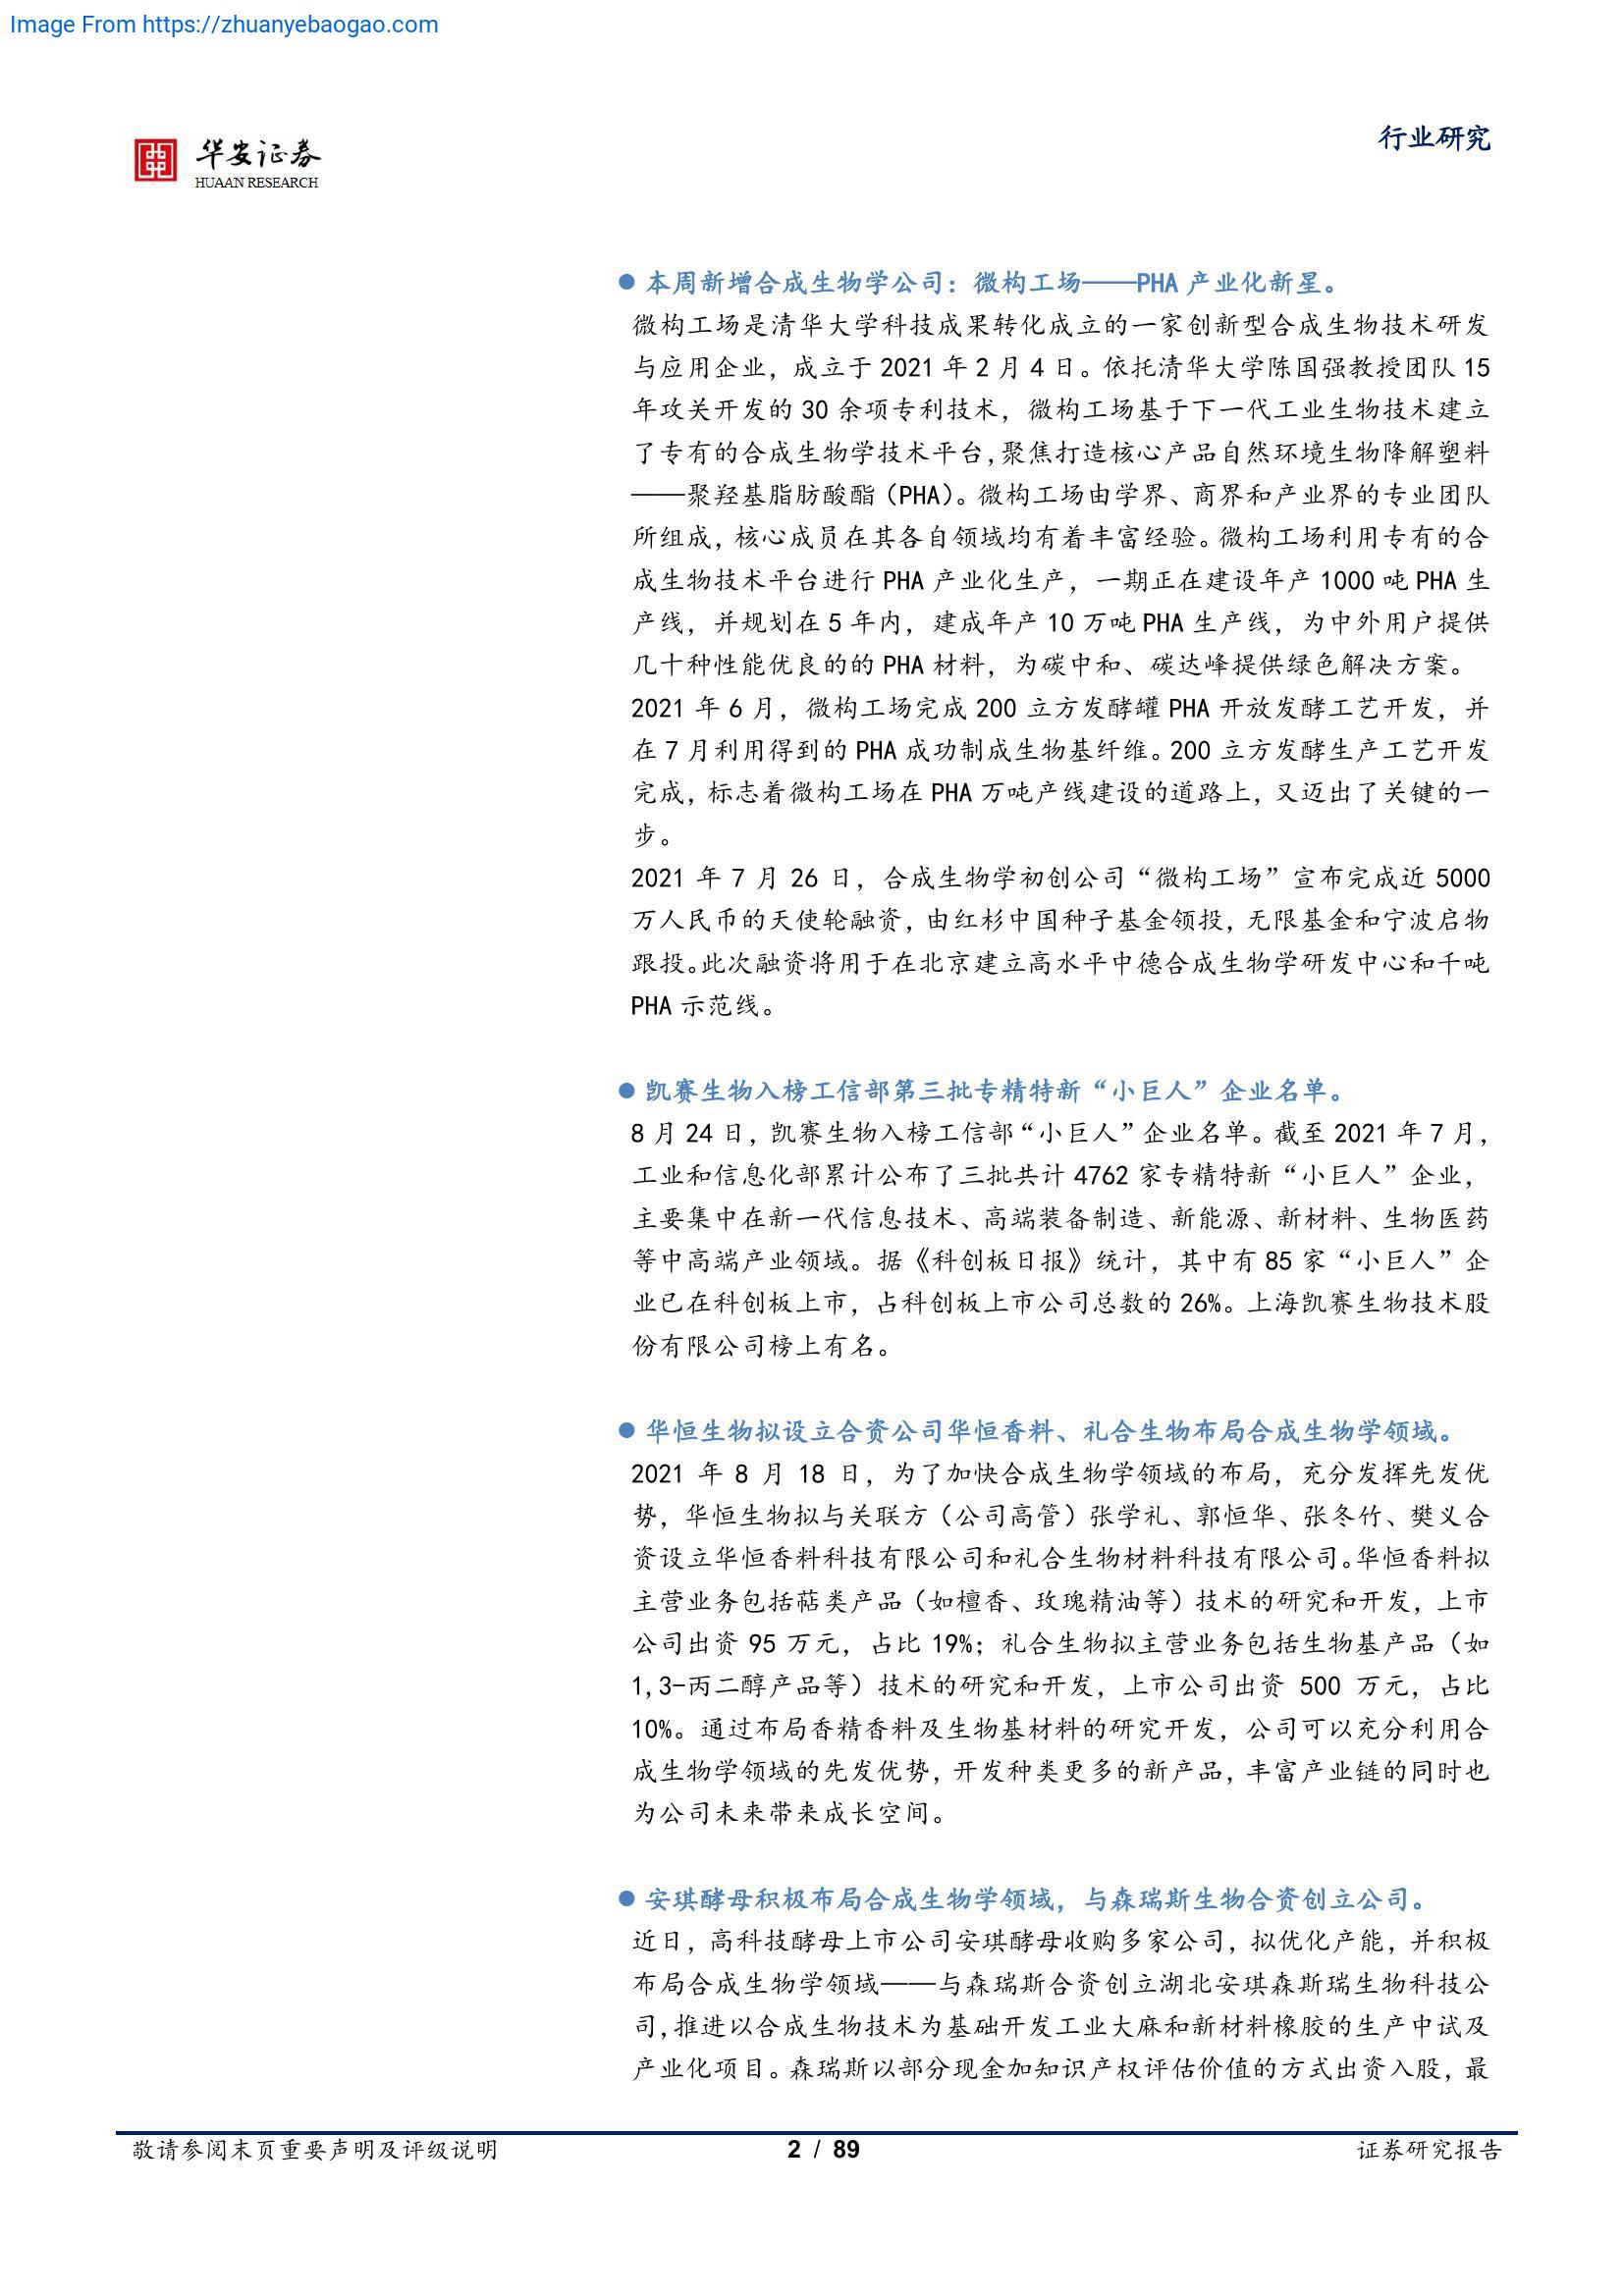 Image From https://zhuanyebaogao.com
华安证券
HUAAN RESEARCH
行业研究
本周新增合成生物学公司：微构工场——PHA 产业化新星。
微构工场是清华大学科技成果转化成立的一家创新型合成生物技术研发
与应用企业，成立于 2021 年 2 月 4 日。依托清华大学陈国强教授团队 15
年攻关开发的 30 余项专利技术，微构工场基于下一代工业生物技术建立
了专有的合成生物学技术平台，聚焦打造核心产品自然环境生物降解塑料
——聚羟基脂肪酸酯（PHA）。微构工场由学界、商界和产业界的专业团队
所组成，核心成员在其各自领域均有着丰富经验。微构工场利用专有的合
成生物技术平台进行 PHA 产业化生产，一期正在建设年产 1000 吨 PHA 生
产线，并规划在 5 年内，建成年产 10 万吨 PHA 生产线，为中外用户提供
几十种性能优良的的 PHA 材料，为碳中和、碳达峰提供绿色解决方案。
2021 年 6 月，微构工场完成 200 立方发酵罐 PHA 开放发酵工艺开发，并
在 7 月利用得到的 PHA 成功制成生物基纤维。200 立方发酵生产工艺开发
完成，标志着微构工场在 PHA 万吨产线建设的道路上，又迈出了关键的一
步。
2021 年 7 月 26 日，合成生物学初创公司“微构工场”宣布完成近 5000
万人民币的天使轮融资，由红杉中国种子基金领投，无限基金和宁波启物
跟投。此次融资将用于在北京建立高水平中德合成生物学研发中心和千吨
PHA 示范线。
凯赛生物入榜工信部第三批专精特新“小巨人”企业名单。
8 月 24 日，凯赛生物入榜工信部“小巨人”企业名单。截至 2021 年 7 月，
工业和信息化部累计公布了三批共计 4762 家专精特新“小巨人”企业，
主要集中在新一代信息技术、高端装备制造、新能源、新材料、生物医药
等中高端产业领域。据《科创板日报》统计，其中有 85 家“小巨人”企
业已在科创板上市，占科创板上市公司总数的 26%。上海凯赛生物技术股
份有限公司榜上有名。
华恒生物拟设立合资公司华恒香料、礼合生物布局合成生物学领域。
2021 年 8 月 18 日，为了加快合成生物学领域的布局，充分发挥先发优
势，华恒生物拟与关联方（公司高管）张学礼、郭恒华、张冬竹、樊义合
资设立华恒香料科技有限公司和礼合生物材料科技有限公司。华恒香料拟
主营业务包括萜类产品（如檀香、玫瑰精油等）技术的研究和开发，上市
公司出资 95 万元，占比 19%；礼合生物拟主营业务包括生物基产品（如
1,3-丙二醇产品等）技术的研究和开发，上市公司出资 500 万元，占比
10%。通过布局香精香料及生物基材料的研究开发，公司可以充分利用合
成生物学领域的先发优势，开发种类更多的新产品，丰富产业链的同时也
为公司未来带来成长空间。
安琪酵母积极布局合成生物学领域，与森瑞斯生物合资创立公司。
近日，高科技酵母上市公司安琪酵母收购多家公司，拟优化产能，并积极
布局合成生物学领域——与森瑞斯合资创立湖北安琪森斯瑞生物科技公
司，推进以合成生物技术为基础开发工业大麻和新材料橡胶的生产中试及
产业化项目。森瑞斯以部分现金加知识产权评估价值的方式出资入股，最
敬请参阅末页重要声明及评级说明
2 / 89
证券研究报告